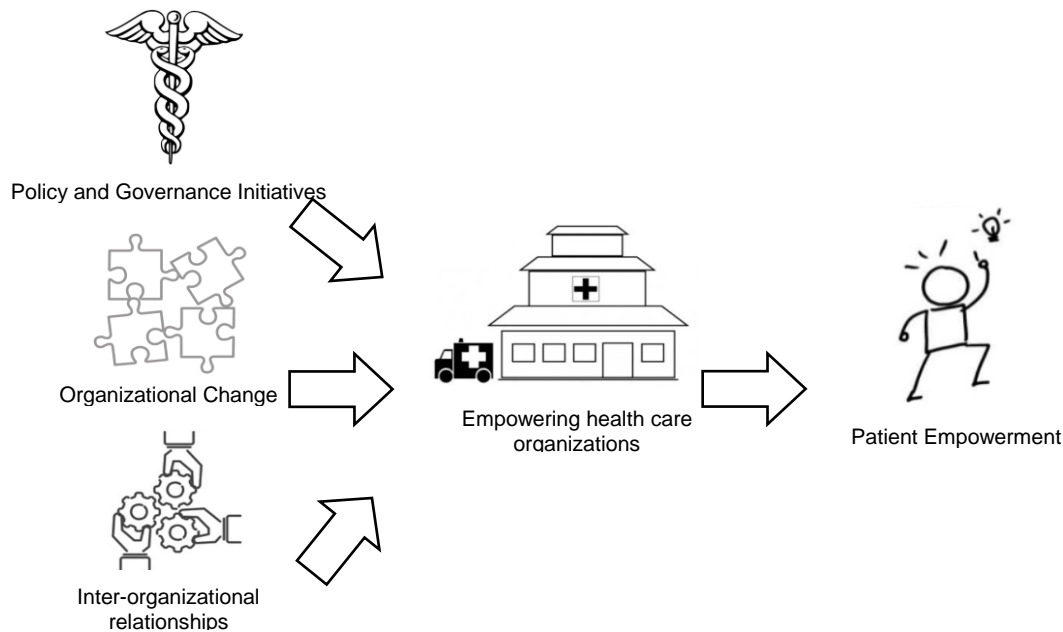 Policy and Governance Initiatives
Organizational Change
Inter-organizational
relationships
Empowering health care
organizations
Patient Empowerment